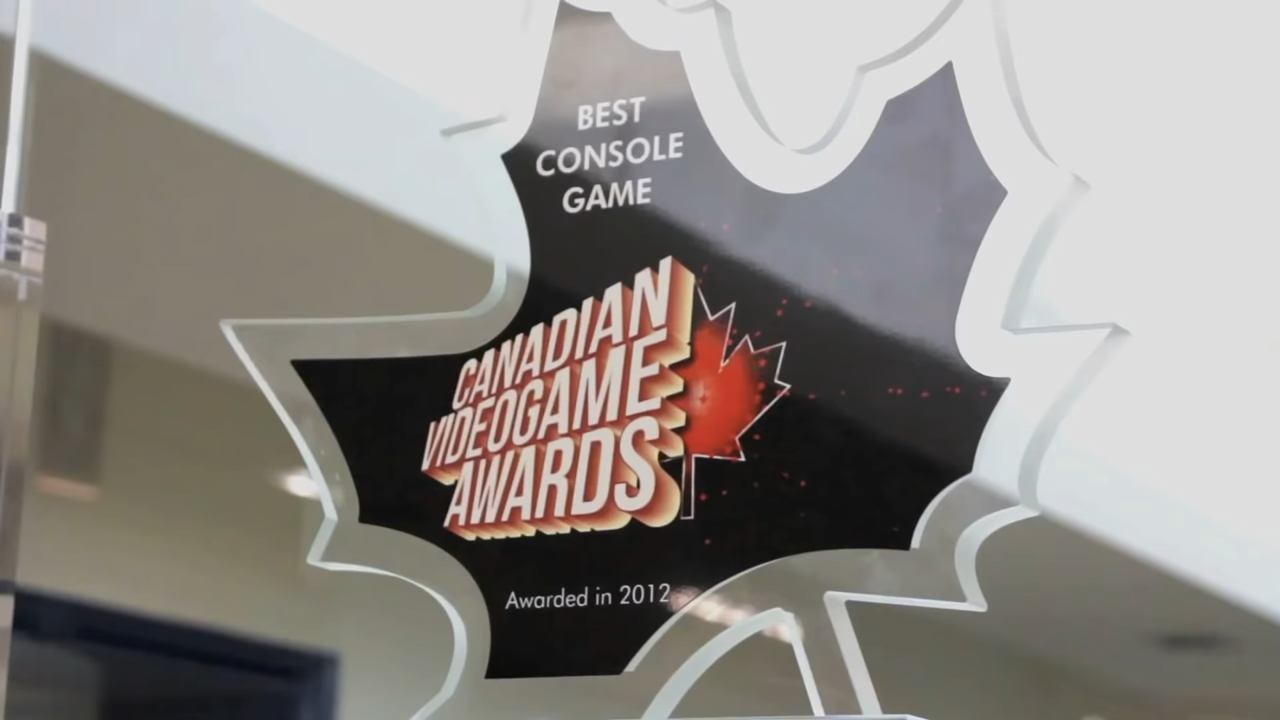 BEST
CONSOLE
GAME
CANADIAN
VIDEOGAME
AWARDS
Awarded in 2012